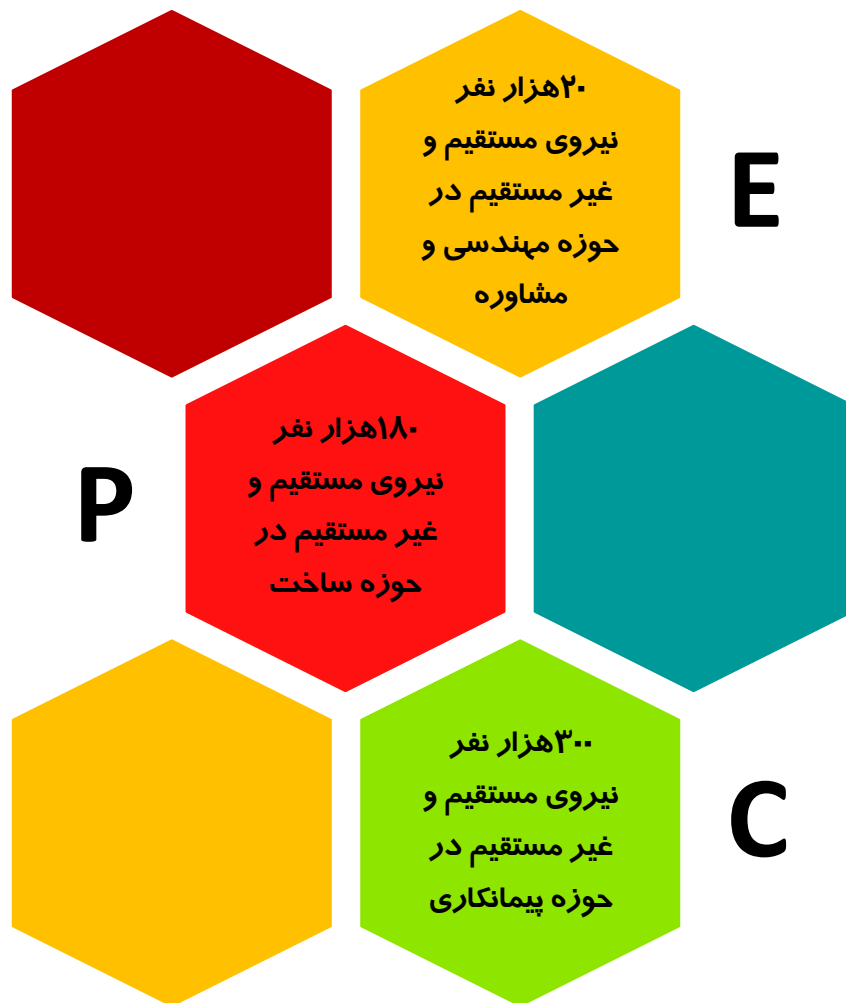 ۲۰هزار نفر
نیروی مستقیم و
غیر مستقیم در
حوزه مهندسی و
مشاوره
E
۱۸۰هزار نفر
نیروی مستقیم و
غیر مستقیم در
حوزه ساخت
P
۳۰۰هزار نفر
نیروی مستقیم و
غیر مستقیم در
حوزه پیمانکاری
C